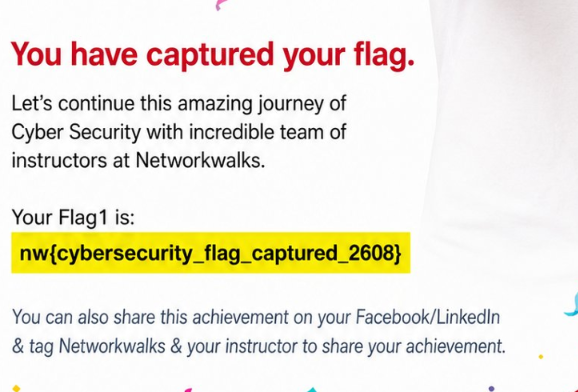 You have captured your flag.
Let's continue this amazing journey of
Cyber Security with incredible team of
instructors at Networkwalks.
Your Flag1 is:
nw{cybersecurity_flag_captured_2608}
You can also share this achievement on your Facebook/LinkedIn
& tag Networkwalks & your instructor to share your achievement.